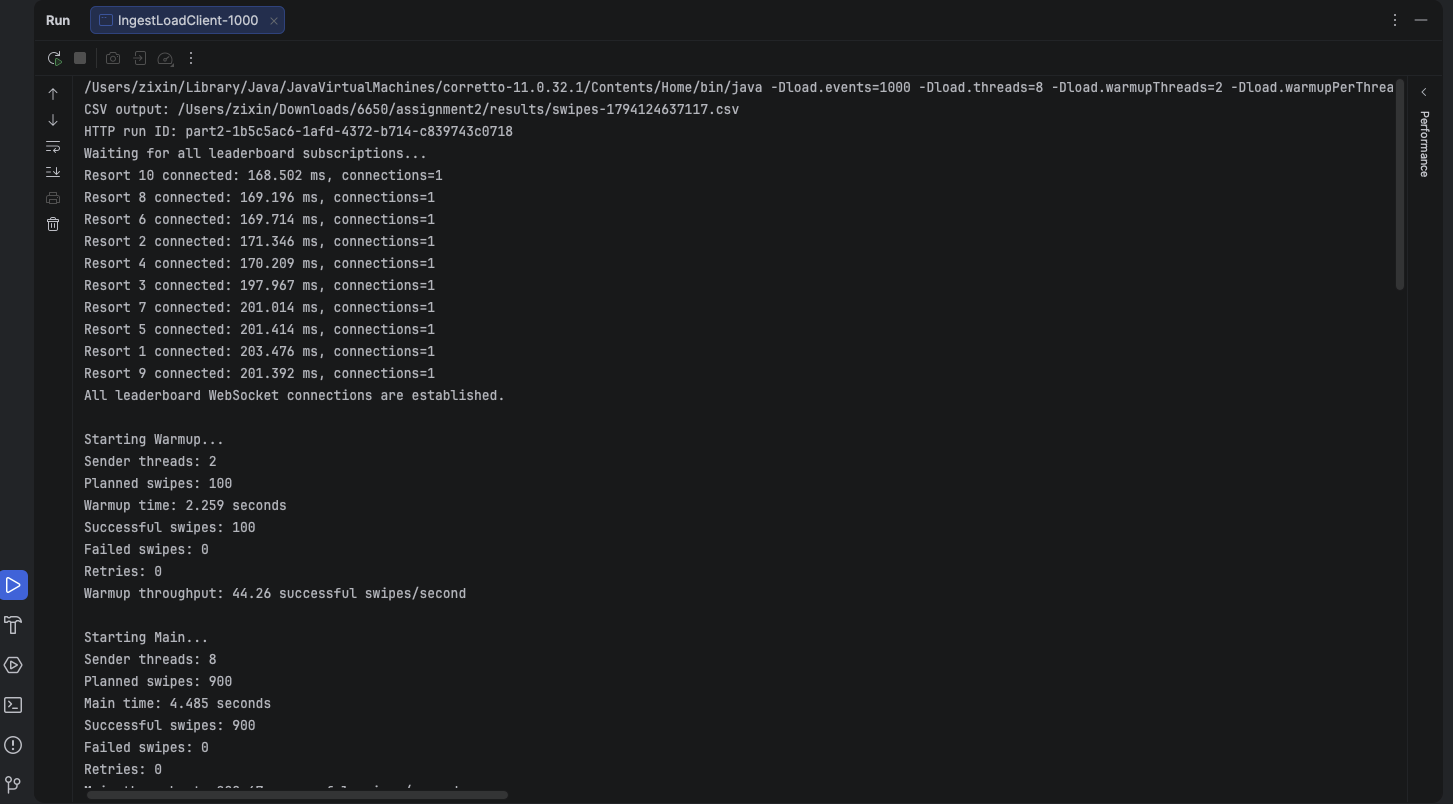 Run
IngestLoadClient-1000
/Users/zixin/Library/Java/JavaVirtualMachines/corretto-11.0.32.1/Contents/Home/bin/java -Dload.events=1000 -Dload.threads=8 -Dload.warmupThreads=2 -Dload.warmupPerThrea
CSV output: /Users/zixin/Downloads/6650/assignment2/results/swipes-1794124637117.csv
HTTP run ID: part2-1b5c5ac6-1afd-4372-b714-c839743c0718
Waiting for all leaderboard subscriptions...
Resort 10 connected: 168.502 ms, connections=1
Resort 8 connected: 169.196 ms, connections=1
Resort 6 connected: 169.714 ms, connections=1
Resort 2 connected: 171.346 ms, connections=1
Resort 4 connected: 170.209 ms, connections=1
Resort 3 connected: 197.967 ms, connections=1
Resort 7 connected: 201.014 ms, connections=1
Resort 5 connected: 201.414 ms, connections=1
Resort 1 connected: 203.476 ms, connections=1
Resort 9 connected: 201.392 ms, connections=1
All leaderboard WebSocket connections are established.
Starting Warmup...
Sender threads: 2
Planned swipes: 100
Warmup time: 2.259 seconds
Successful swipes: 100
Failed swipes: 0
Retries: 0
Warmup throughput: 44.26 successful swipes/second
Starting Main...
Sender threads: 8
Planned swipes: 900
Main time: 4.485 seconds
Successful swipes: 900
Failed swipes: 0
Retries: 0
Performance